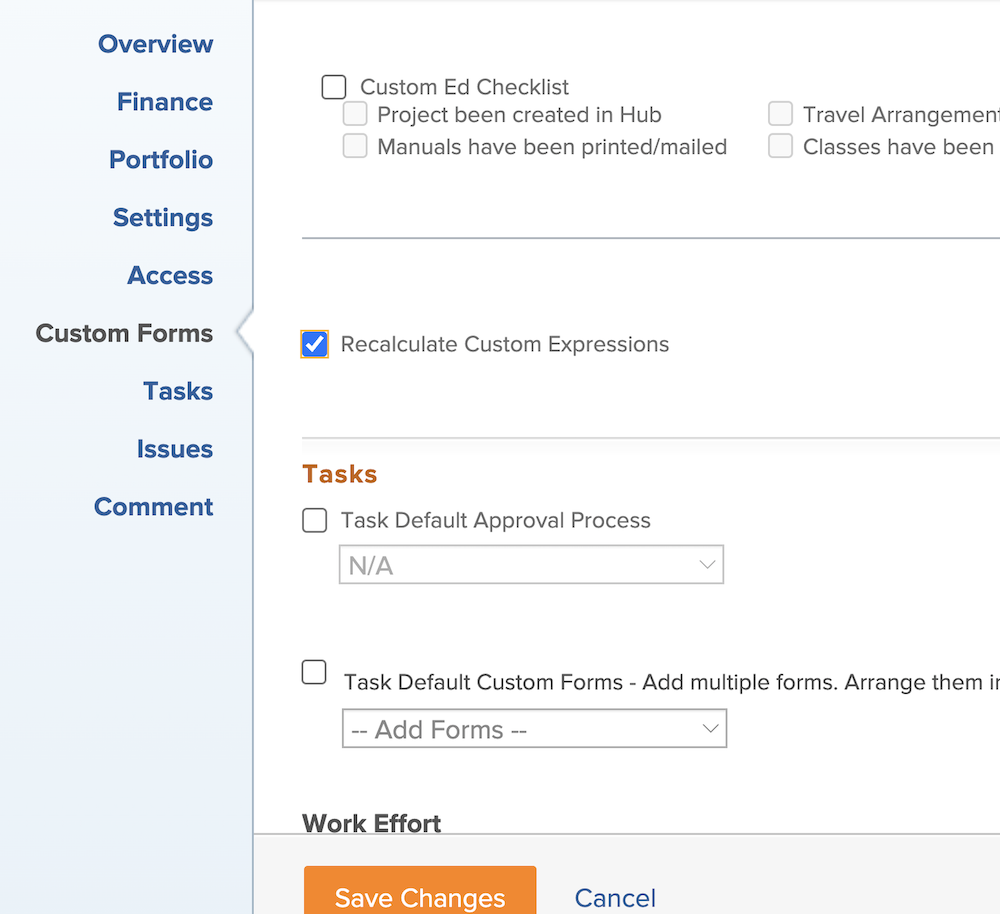 Overview
Finance
Portfolio
Settings
Access
Custom Forms
Tasks
Issues
Comment
Custom Ed Checklist
Project been created in Hub
Travel Arrangement
Manuals have been printed/mailed
Classes have been
Recalculate Custom Expressions
Tasks
Task Default Approval Process
N/A
Task Default Custom Forms - Add multiple forms. Arrange them in
-- Add Forms --
Work Effort
Save Changes
Cancel